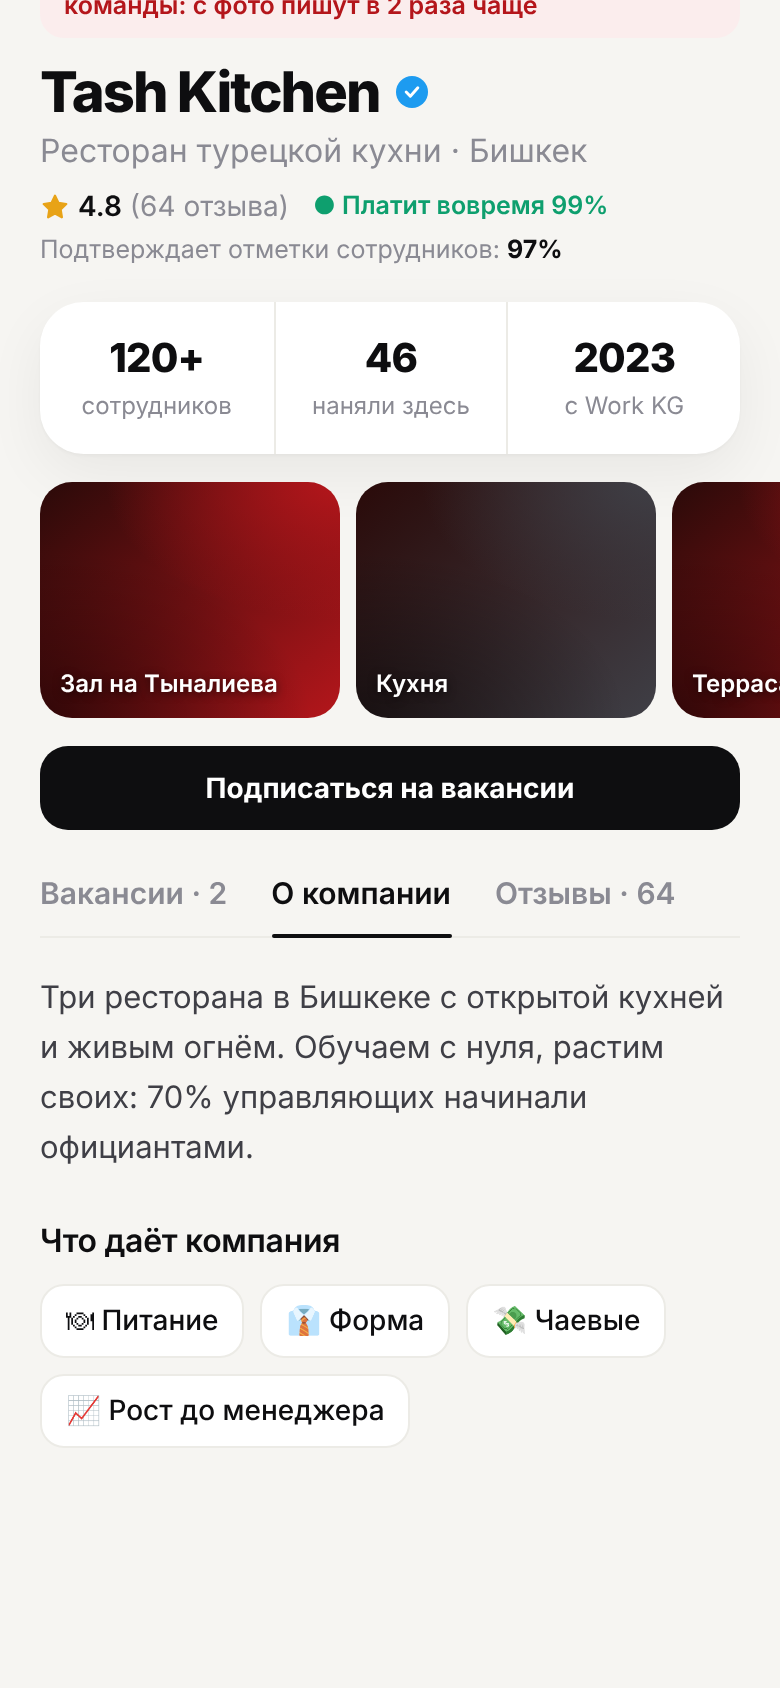 команды: с фото пишут в 2 раза чаще
Tash Kitchen
Ресторан турецкой кухни · Бишкек
4.8 (64 отзыва) Платит вовремя 99%
Подтверждает отметки сотрудников: 97%
120+ 46 2023
сотрудников наняли здесь с Work KG
Зал на Тыналиева Кухня Террас
Подписаться на вакансии
Вакансии · 2 О компании Отзывы · 64
Три ресторана в Бишкеке с открытой кухней
и живым огнём. Обучаем с нуля, растим
своих: 70% управляющих начинали
официантами.
Что даёт компания
🍽 Питание 👔 Форма 💸 Чаевые
📈 Рост до менеджера